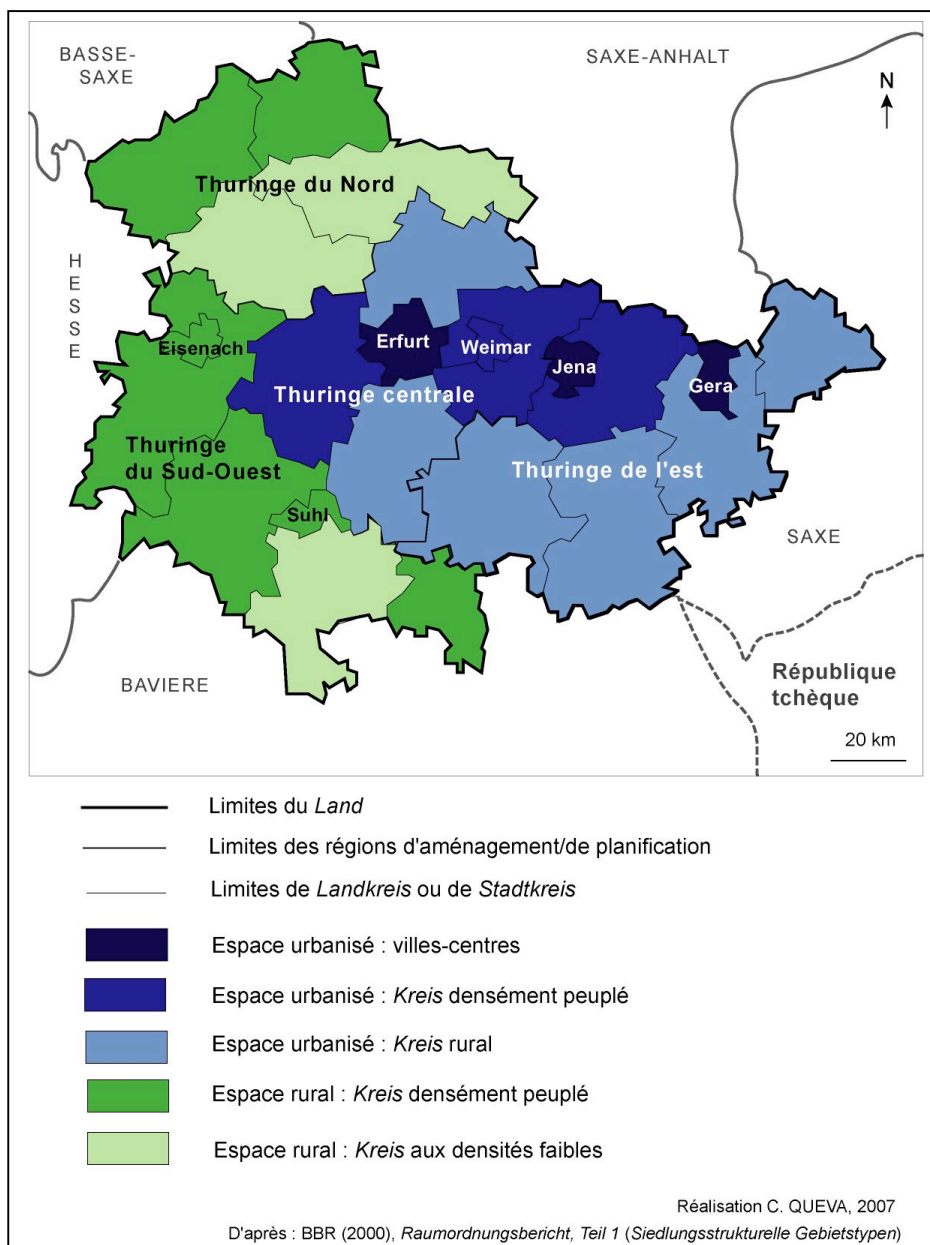 BASSE-
SAXE
SAXE-ANHALT
N
Thuringe du Nord
HESSE
Eisenach
Erfurt
Weimar
Jena
Gera
Thuringe centrale
Thuringe
du Sud-Ouest
Thuringe de l'est
Suhl
SAXE
BAVIERE
République
tchèque
20 km
Limites du Land
Limites des régions d'aménagement/de planification
Limites de Landkreis ou de Stadtkreis
Espace urbanisé : villes-centres
Espace urbanisé : Kreis densément peuplé
Espace urbanisé : Kreis rural
Espace rural : Kreis densément peuplé
Espace rural : Kreis aux densités faibles
Réalisation C. QUEVA, 2007
D'après : BBR (2000), Raumordnungsbericht, Teil 1 (Siedlungsstrukturelle Gebietstypen)